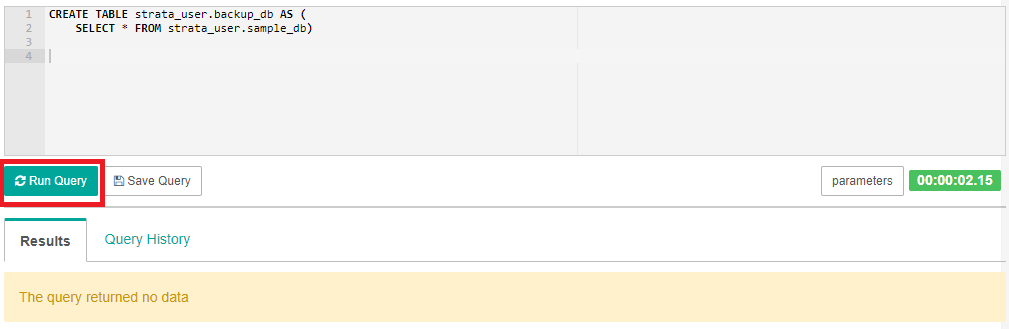 1 CREATE TABLE strata_user.backup_db AS (
2 SELECT * FROM strata_user.sample_db)
3
4
Run Query Save Query parameters 00:00:02.15
Results Query History
The query returned no data